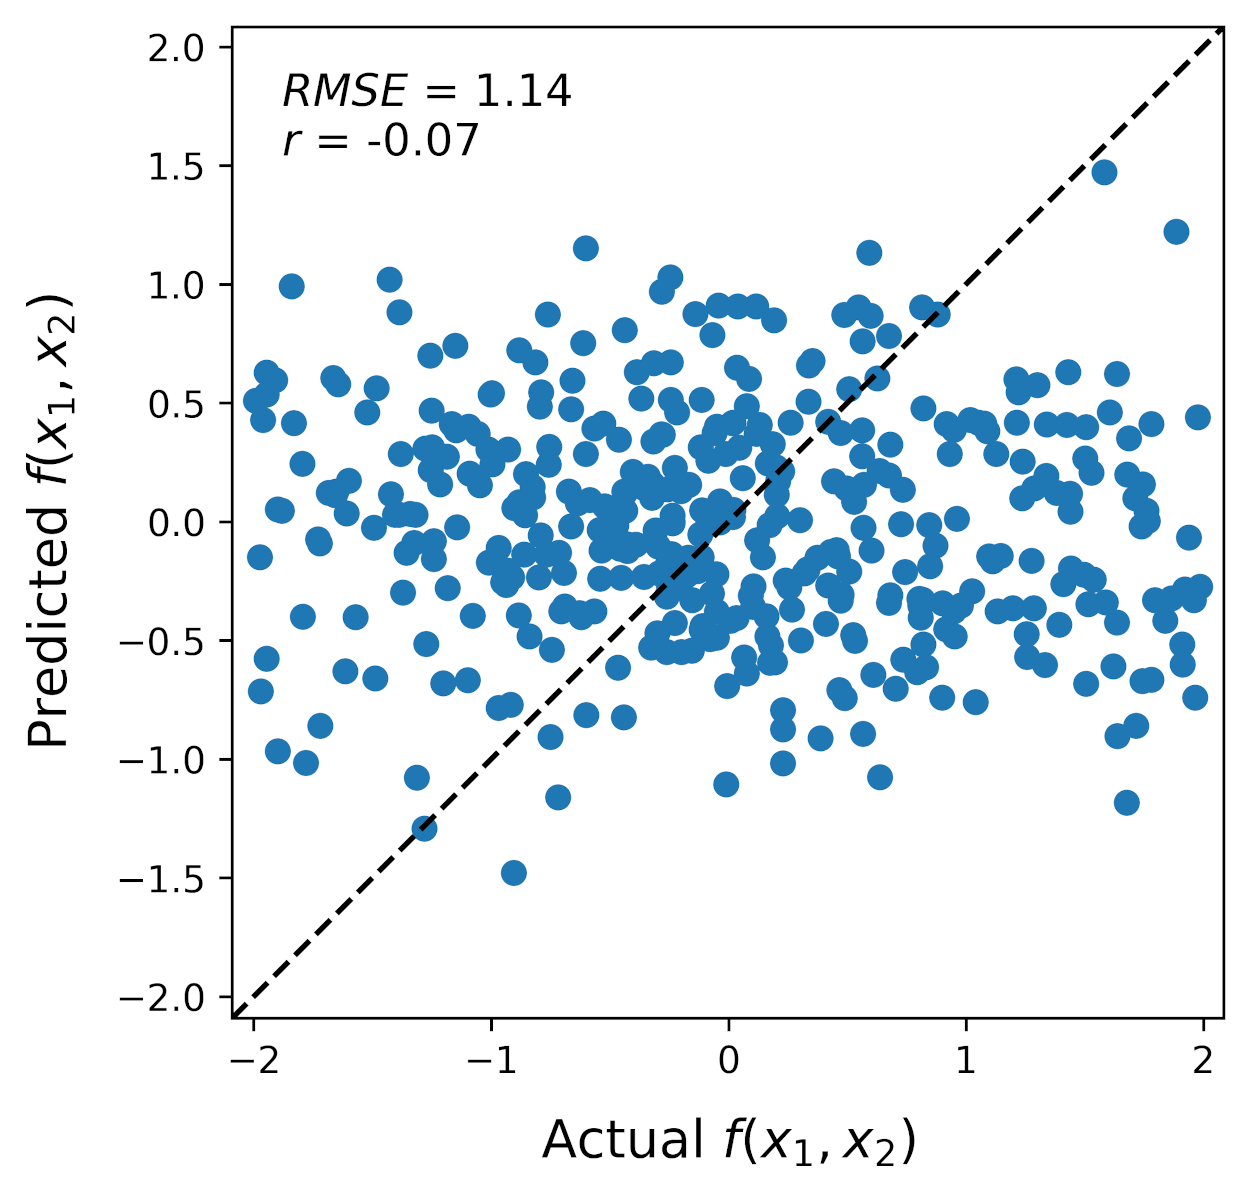 RMSE = 1.14
r = -0.07
2.0
1.5
1.0
0.5
0.0
−0.5
−1.0
−1.5
−2.0
Predicted f(x₁, x₂)
−2 −1 0 1 2
Actual f(x₁, x₂)